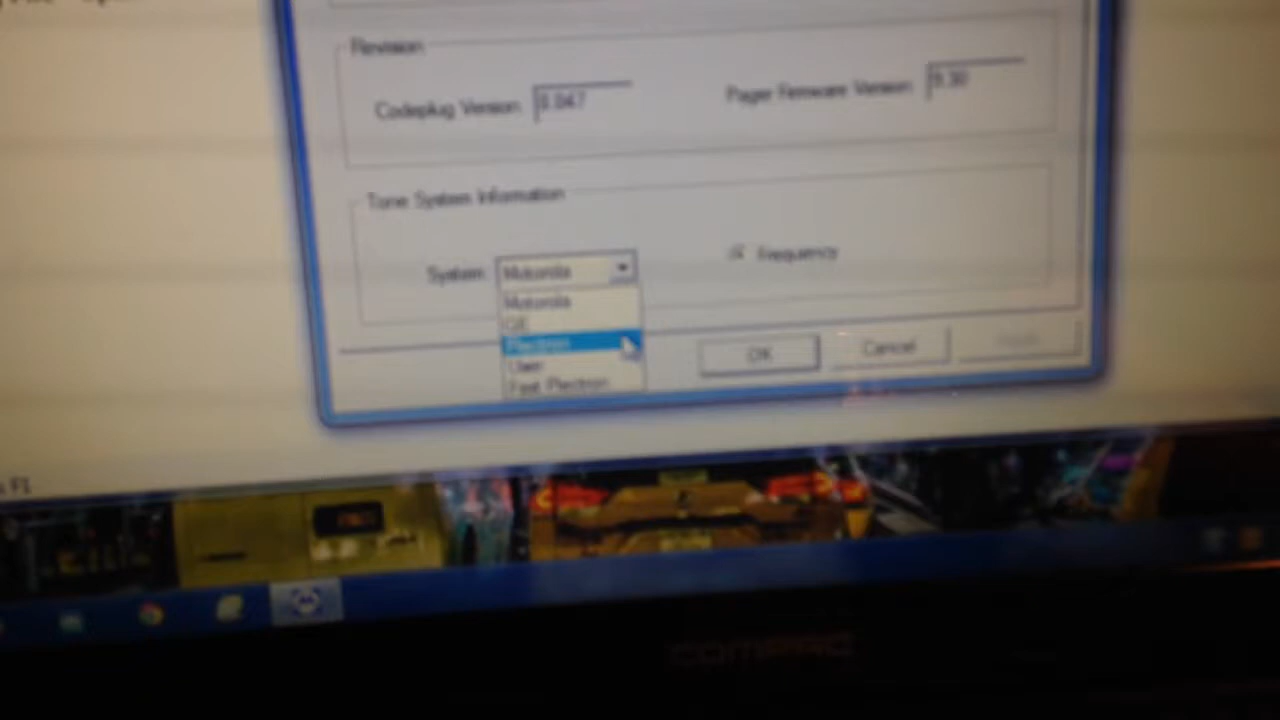 Revision
Codeplug Version
Pager Firmware Version
Tone System Information
System Motorola
Frequency
Motorola
GE
Plectron
User
Fast Plectron
OK
Cancel
COMPAQ